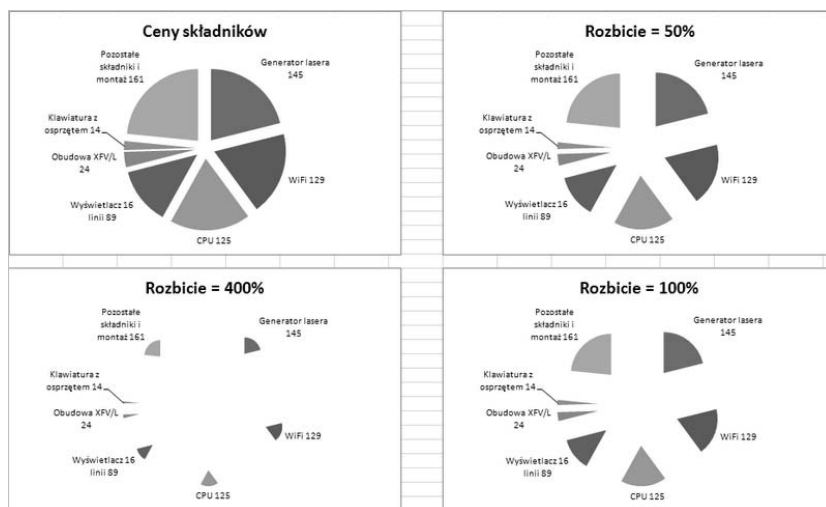 Ceny składników
Pozostałe
składniki i
montaż 161
Generator lasera
145
Klawiatura z
osprzętem 14
Obudowa XFV/L
24
WiFi 129
Wyświetlacz 16
linii 89
CPU 125
Rozbicie = 50%
Pozostałe
składniki i
montaż 161
Generator lasera
145
Klawiatura z
osprzętem 14
Obudowa XFV/L
24
WiFi 129
Wyświetlacz 16
linii 89
CPU 125
Rozbicie = 400%
Pozostałe
składniki i
montaż 161
Generator lasera
145
Klawiatura z
osprzętem 14
Obudowa XFV/L
24
WiFi 129
Wyświetlacz 16
linii 89
CPU 125
Rozbicie = 100%
Pozostałe
składniki i
montaż 161
Generator lasera
145
Klawiatura z
osprzętem 14
Obudowa XFV/L
24
WiFi 129
Wyświetlacz 16
linii 89
CPU 125